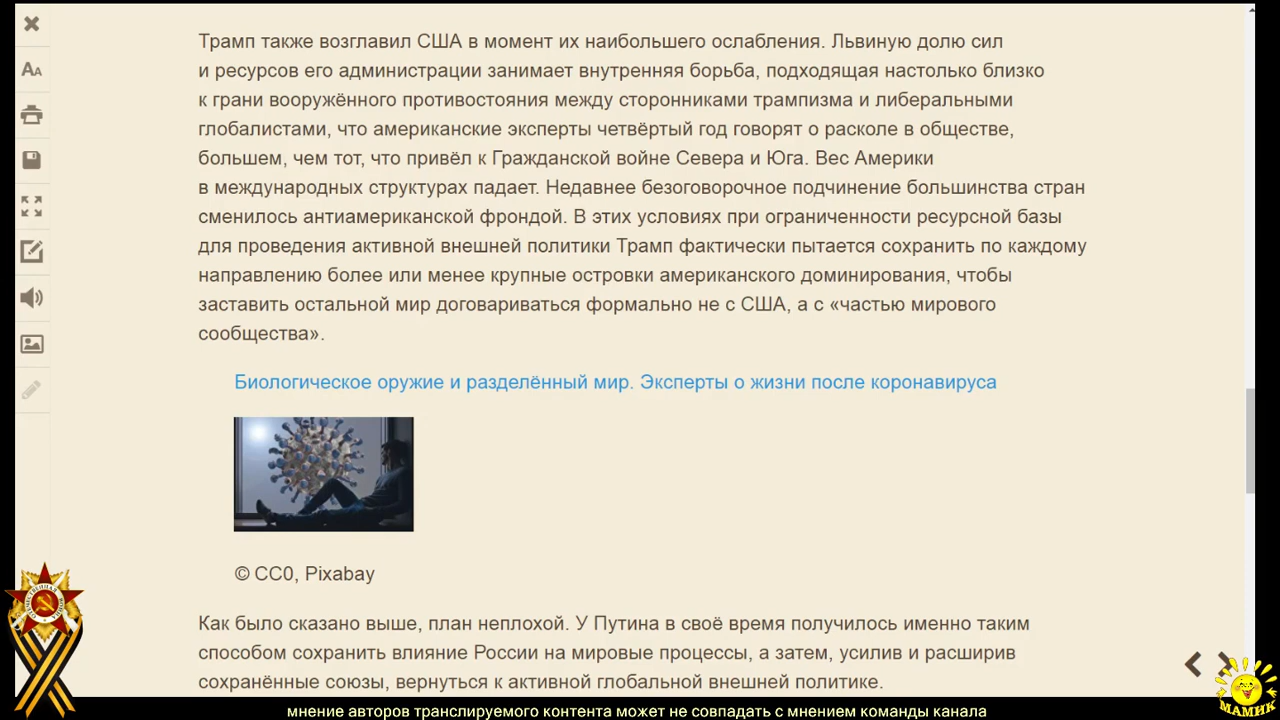 Трамп также возглавил США в момент их наибольшего ослабления. Львиную долю сил
и ресурсов его администрации занимает внутренняя борьба, подходящая настолько близко
к грани вооружённого противостояния между сторонниками трампизма и либеральными
глобалистами, что американские эксперты четвёртый год говорят о расколе в обществе,
большем, чем тот, что привёл к Гражданской войне Севера и Юга. Вес Америки
в международных структурах падает. Недавнее безоговорочное подчинение большинства стран
сменилось антиамериканской фрондой. В этих условиях при ограниченности ресурсной базы
для проведения активной внешней политики Трамп фактически пытается сохранить по каждому
направлению более или менее крупные островки американского доминирования, чтобы
заставить остальной мир договариваться формально не с США, а с «частью мирового
сообщества».
Биологическое оружие и разделённый мир. Эксперты о жизни после коронавируса
© CC0, Pixabay
Как было сказано выше, план неплохой. У Путина в своё время получилось именно таким
способом сохранить влияние России на мировые процессы, а затем, усилив и расширив
сохранённые союзы, вернуться к активной глобальной внешней политике.
МАМИК
мнение авторов транслируемого контента может не совпадать с мнением команды канала